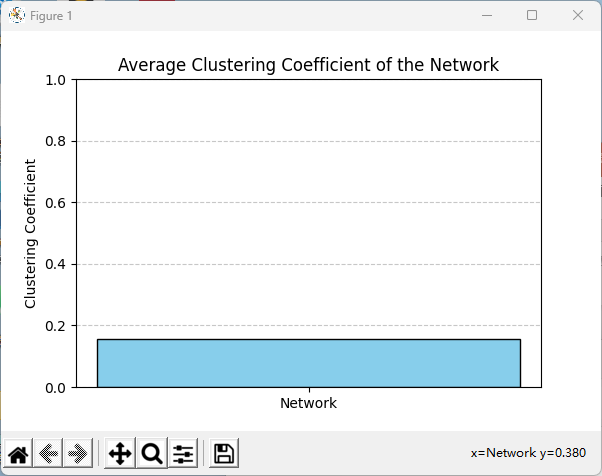 Figure 1
Average Clustering Coefficient of the Network
1.0
0.8
0.6
0.4
0.2
0.0
Clustering Coefficient
Network
x=Network y=0.380